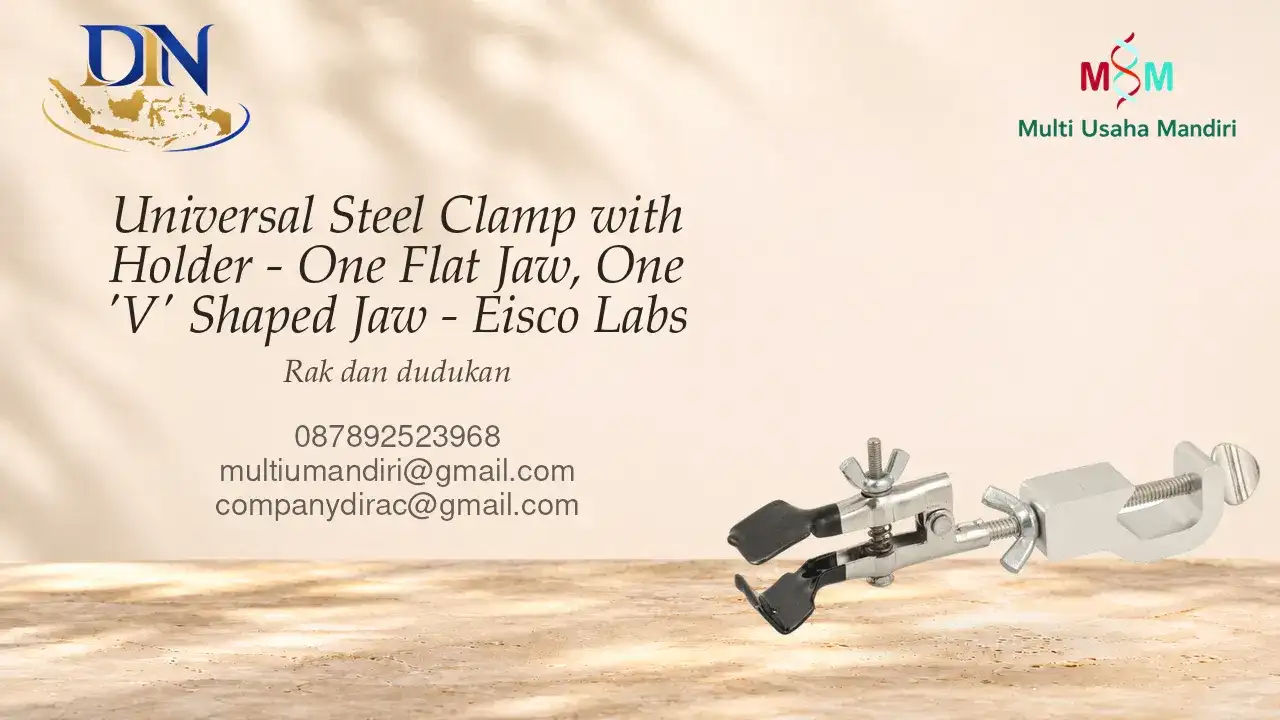 DIN
MSM
Multi Usaha Mandiri
Universal Steel Clamp with
Holder - One Flat Jaw, One
'V' Shaped Jaw - Eisco Labs
Rak dan dudukan
087892523968
multiumandiri@gmail.com
companydirac@gmail.com